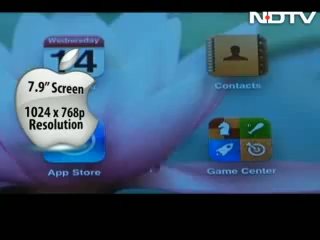 NDTV
Wednesday
14
Contacts
7.9" Screen
1024 x 768p
Resolution
App Store
Game Center